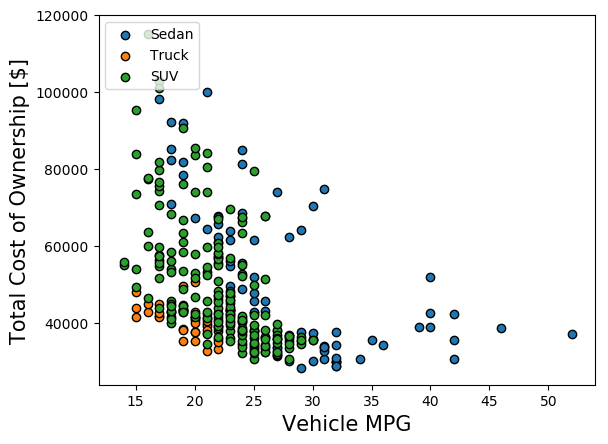 120000
100000
80000
60000
40000
Total Cost of Ownership [$]
Sedan
Truck
SUV
15 20 25 30 35 40 45 50
Vehicle MPG